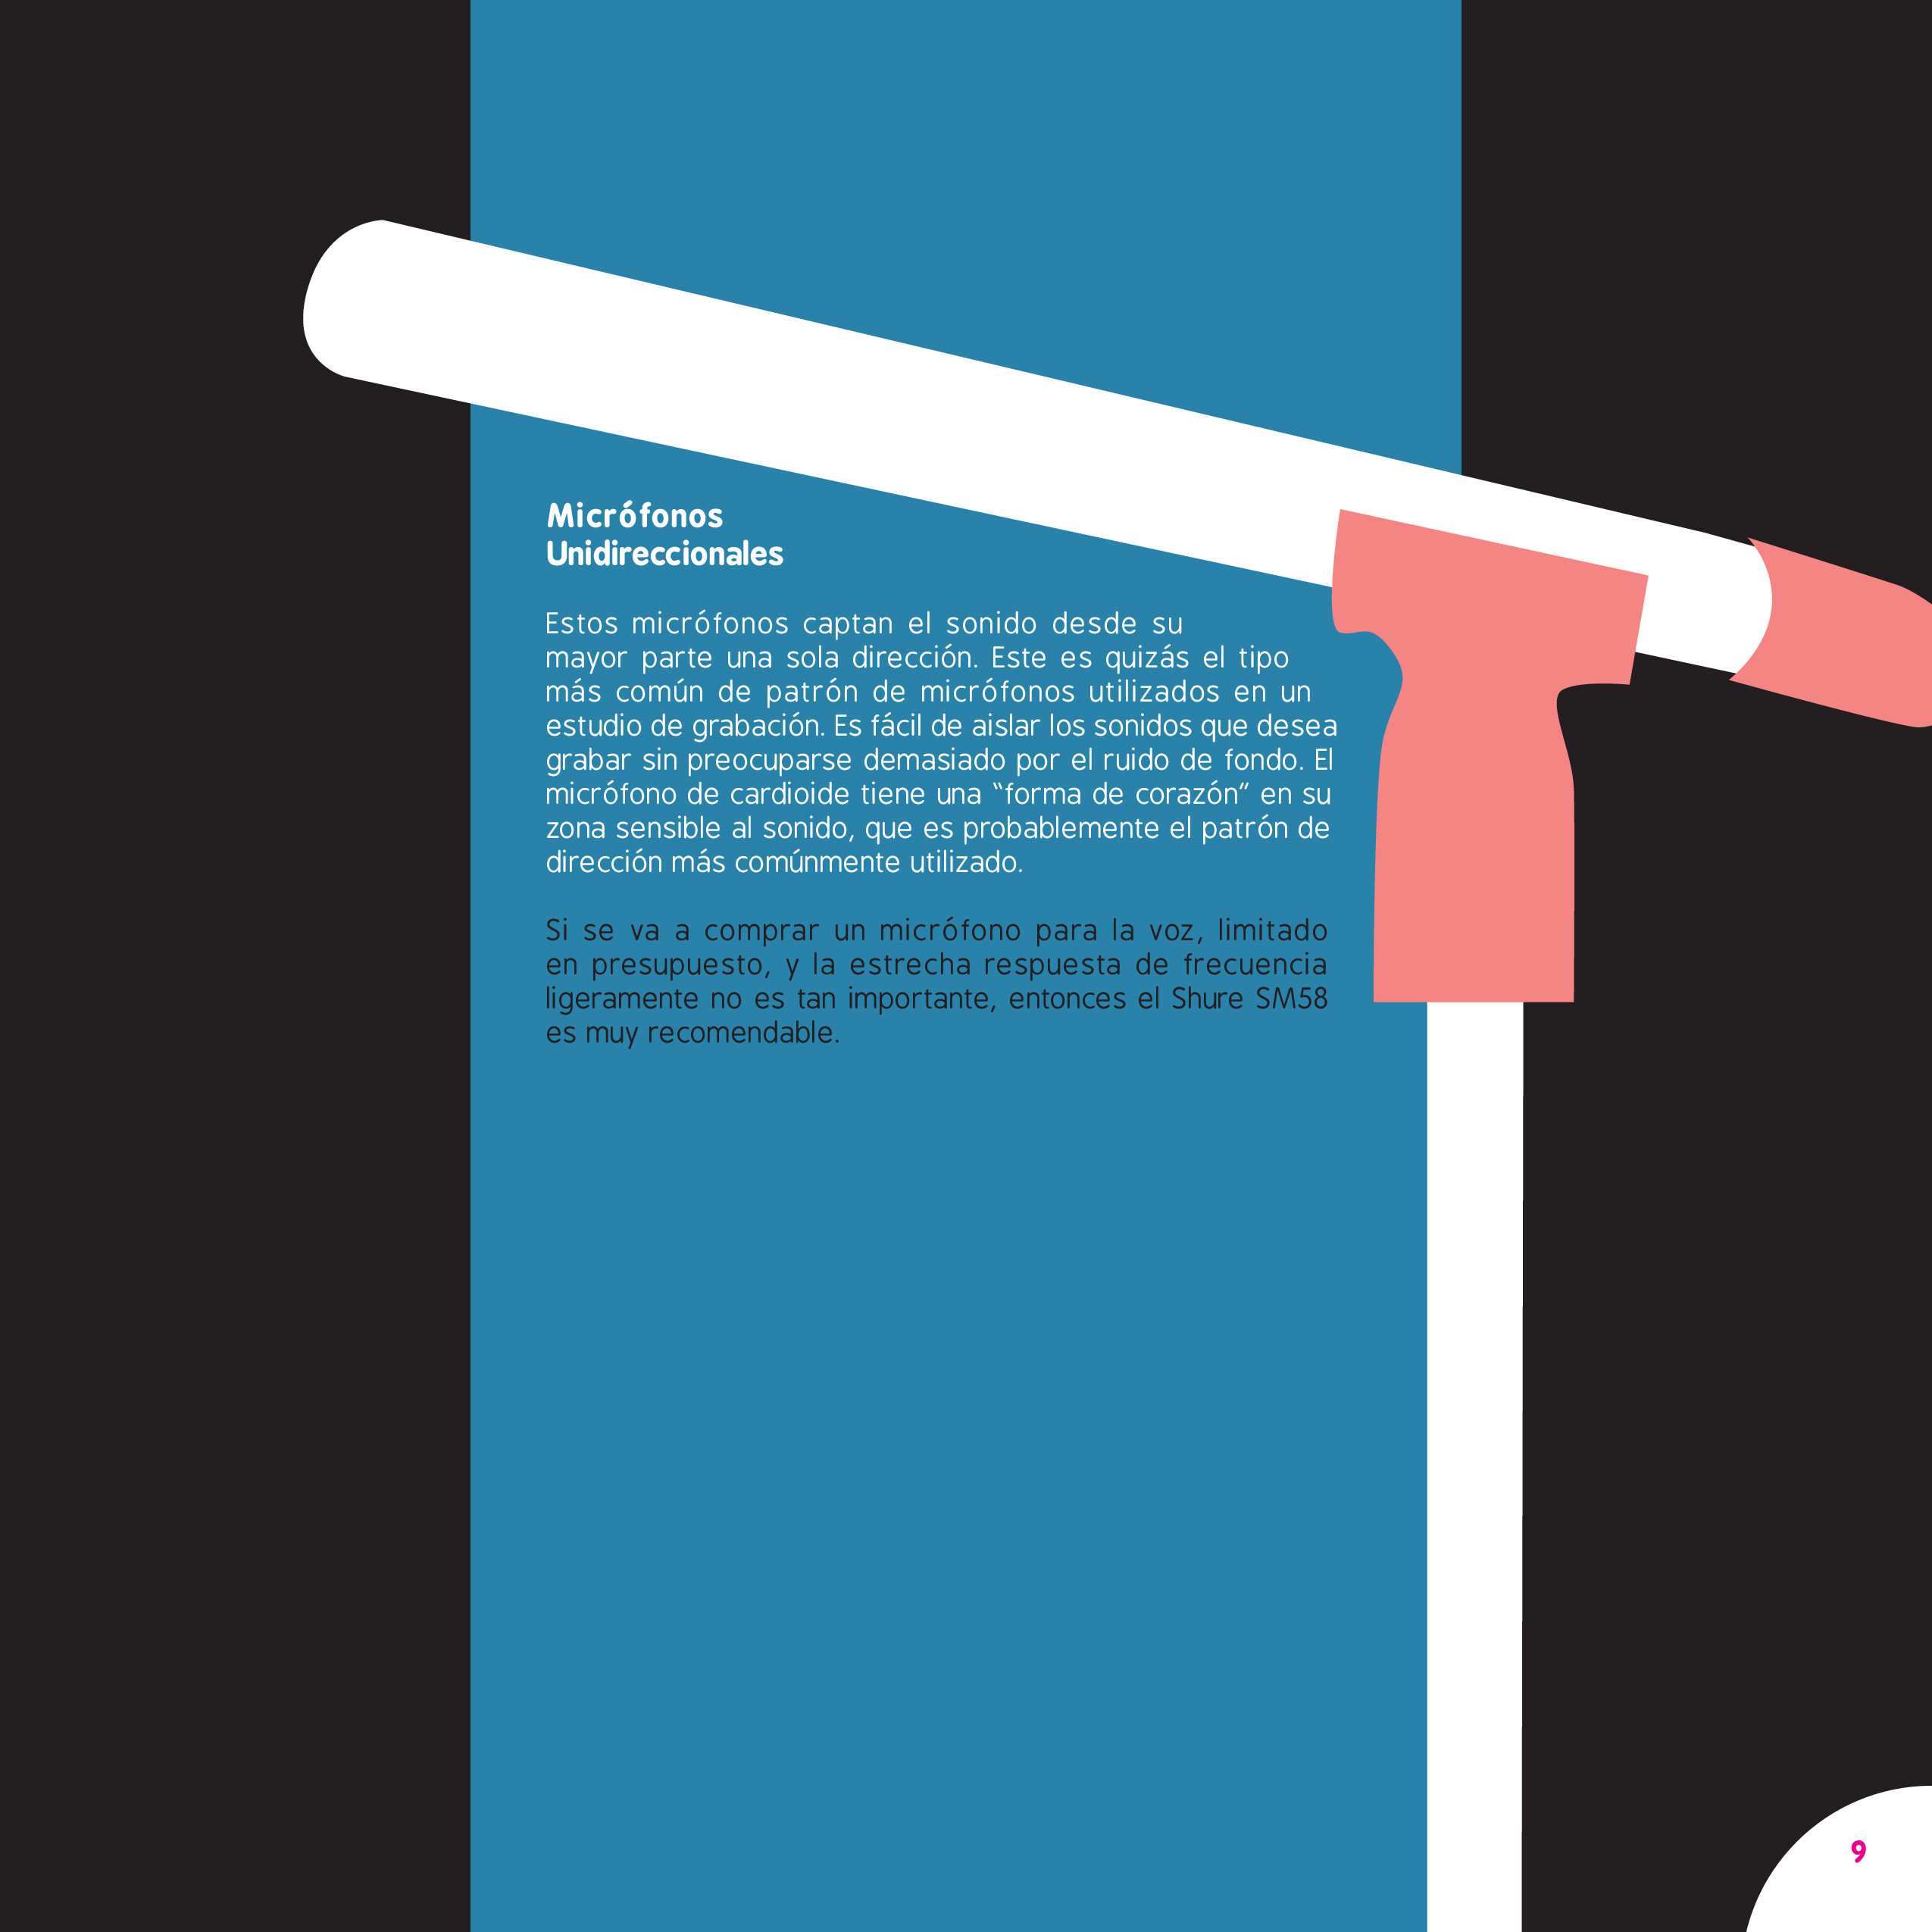 Micrófonos
Unidireccionales
Estos micrófonos captan el sonido desde su
mayor parte una sola dirección. Este es quizás el tipo
más común de patrón de micrófonos utilizados en un
estudio de grabación. Es fácil de aislar los sonidos que desea
grabar sin preocuparse demasiado por el ruido de fondo. El
micrófono de cardioide tiene una “forma de corazón” en su
zona sensible al sonido, que es probablemente el patrón de
dirección más comúnmente utilizado.
Si se va a comprar un micrófono para la voz, limitado
en presupuesto, y la estrecha respuesta de frecuencia
ligeramente no es tan importante, entonces el Shure SM58
es muy recomendable.
9